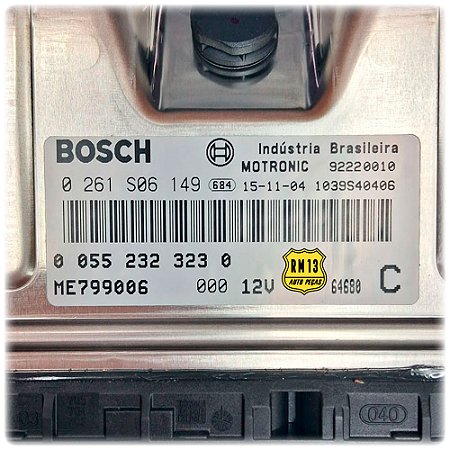 BOSCH Indústria Brasileira
MOTRONIC 92220010
0 261 S06 149 684 15-11-04 1039S40406
0 055 232 323 0
RM13
AUTO PEÇAS
ME799006 000 12V 64680 C
040